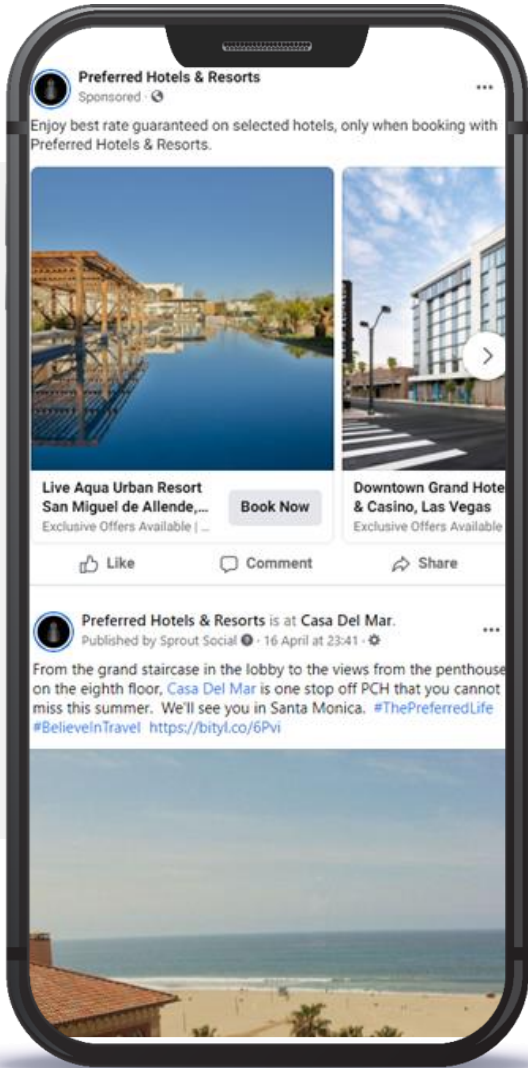 Preferred Hotels & Resorts
Sponsored ·
Enjoy best rate guaranteed on selected hotels, only when booking with
Preferred Hotels & Resorts.
Live Aqua Urban Resort
San Miguel de Allende,...
Exclusive Offers Available | ...
Book Now
Downtown Grand Hote
& Casino, Las Vegas
Exclusive Offers Available
Like
Comment
Share
Preferred Hotels & Resorts is at Casa Del Mar.
Published by Sprout Social · 16 April at 23:41 ·
From the grand staircase in the lobby to the views from the penthouse
on the eighth floor, Casa Del Mar is one stop off PCH that you cannot
miss this summer. We'll see you in Santa Monica. #ThePreferredLife
#BelieveInTravel https://bityl.co/6Pvi